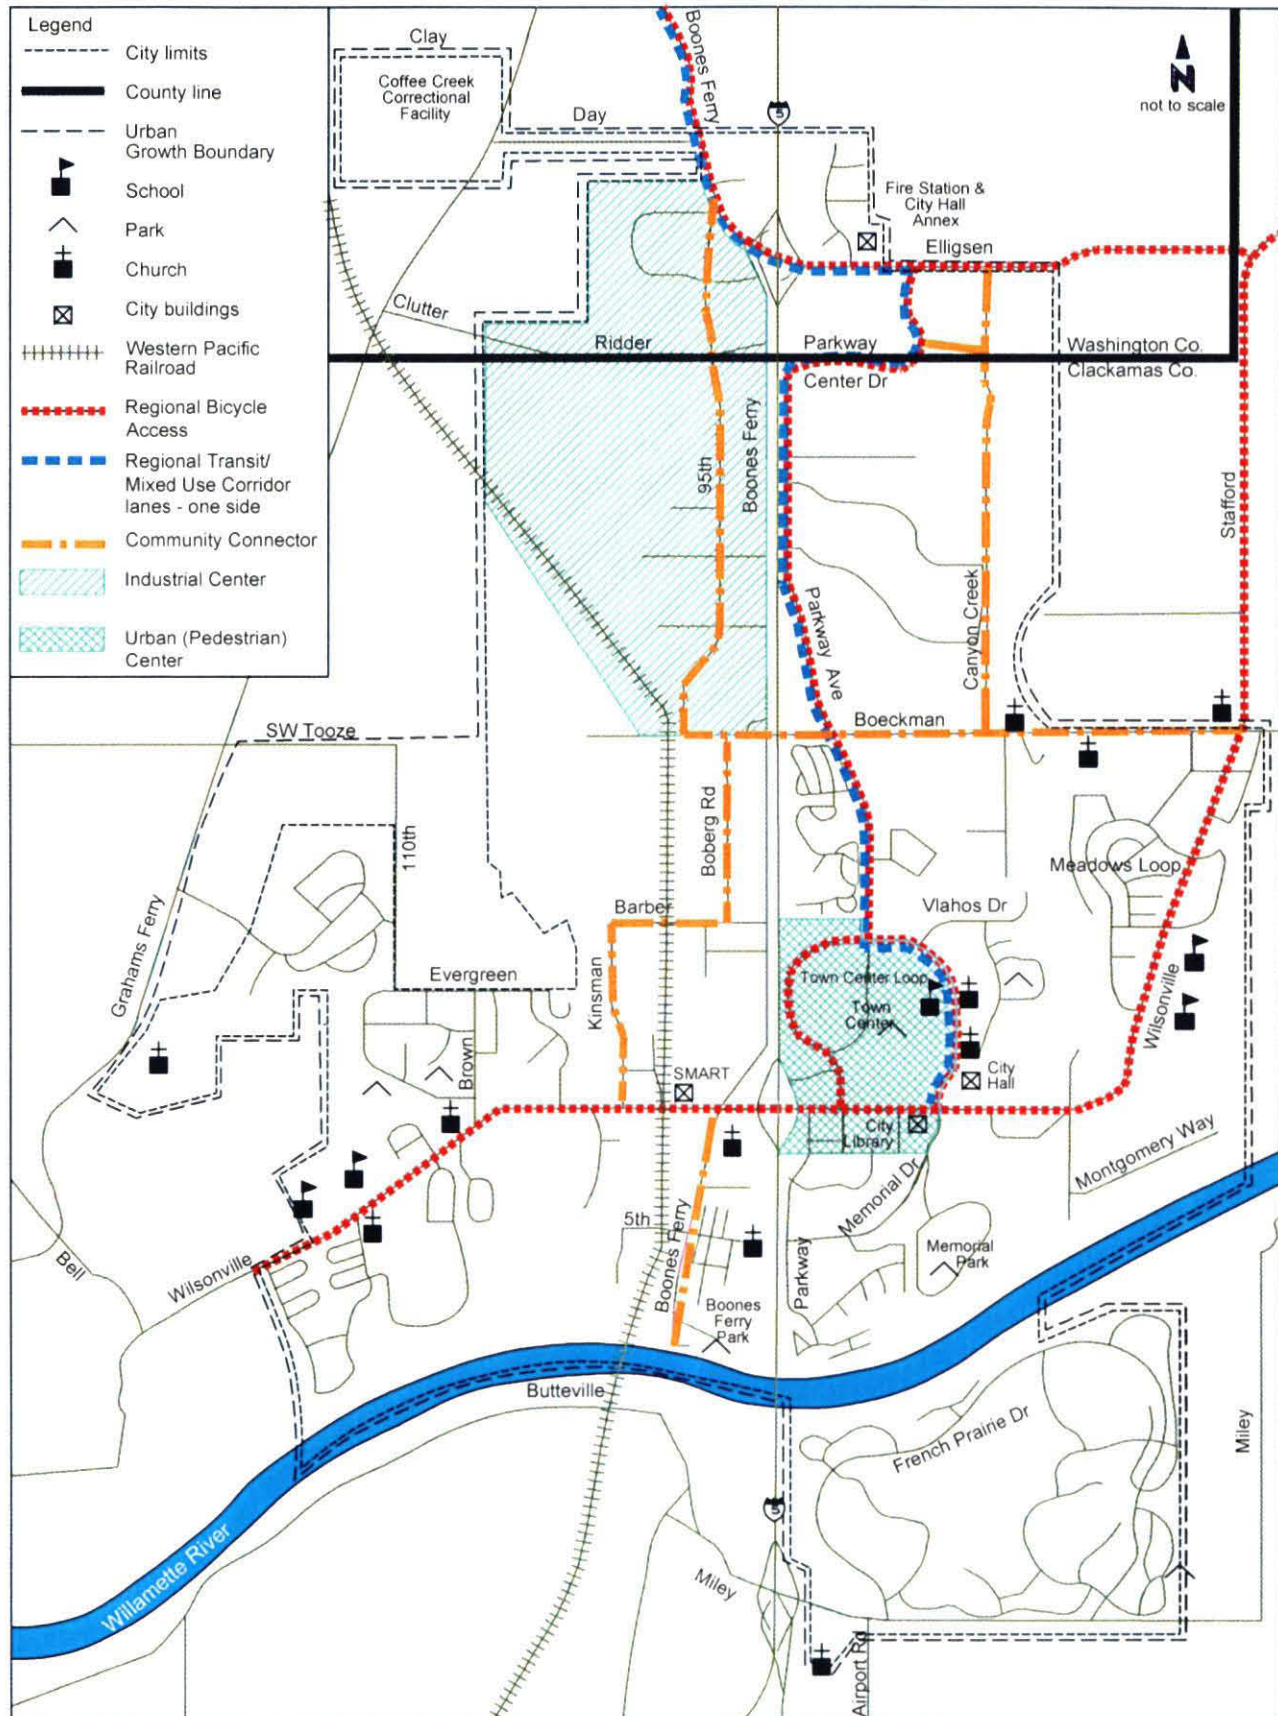 Legend
City limits
County line
Urban
Growth Boundary
School
Park
Church
City buildings
Western Pacific
Railroad
Regional Bicycle
Access
Regional Transit/
Mixed Use Corridor
lanes - one side
Community Connector
Industrial Center
Urban (Pedestrian)
Center
Clay
Coffee Creek
Correctional
Facility
Day
Boones Ferry
5
N
not to scale
Fire Station &
City Hall
Annex
Elligsen
Clutter
Ridder
Parkway
Center Dr
Washington Co.
Clackamas Co.
95th
Boones Ferry
Stafford
Parkway Ave
Canyon Creek
SW Tooze
Boeckman
110th
Boberg Rd
Meadows Loop
Grahams Ferry
Barber
Vlahos Dr
Evergreen
Kinsman
Town Center Loop
Town
Center
Wilsonville
Brown
SMART
City
Hall
City
Library
Montgomery Way
Memorial Dr
5th
Boones Ferry
Bell
Wilsonville
Parkway
Memorial
Park
Boones
Ferry
Park
Butteville
French Prairie Dr
Miley
5
Willamette River
Miley
Airport Rd